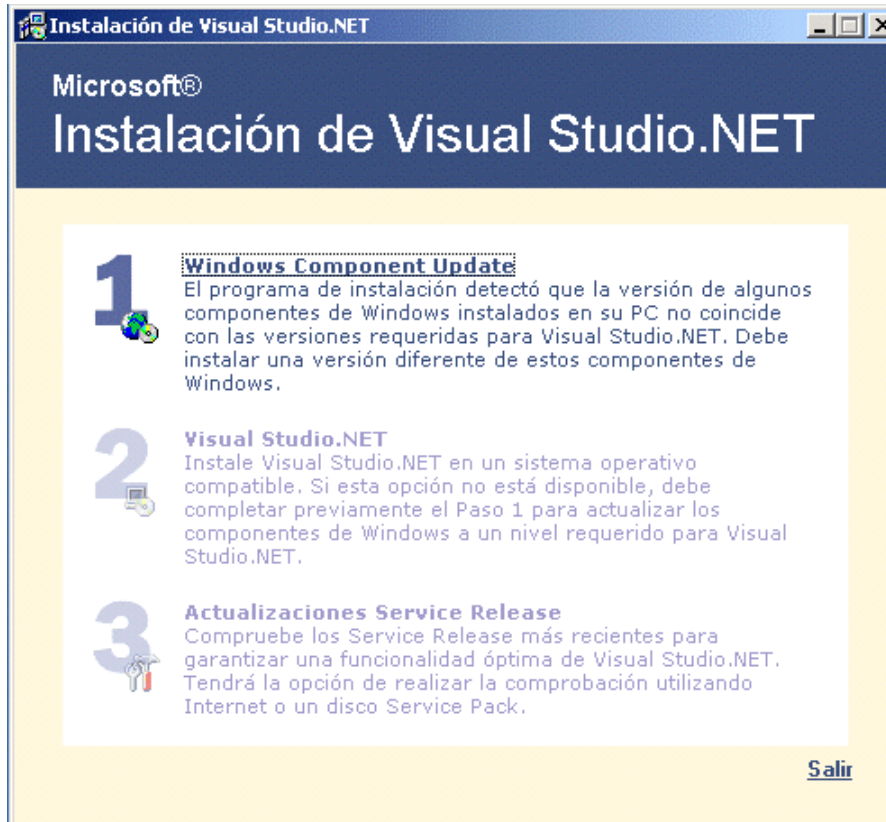 Instalación de Visual Studio.NET
Microsoft®
Instalación de Visual Studio.NET
1
Windows Component Update
El programa de instalación detectó que la versión de algunos
componentes de Windows instalados en su PC no coincide
con las versiones requeridas para Visual Studio.NET. Debe
instalar una versión diferente de estos componentes de
Windows.
2
Visual Studio.NET
Instale Visual Studio.NET en un sistema operativo
compatible. Si esta opción no está disponible, debe
completar previamente el Paso 1 para actualizar los
componentes de Windows a un nivel requerido para Visual
Studio.NET.
3
Actualizaciones Service Release
Compruebe los Service Release más recientes para
garantizar una funcionalidad óptima de Visual Studio.NET.
Tendrá la opción de realizar la comprobación utilizando
Internet o un disco Service Pack.
Salir